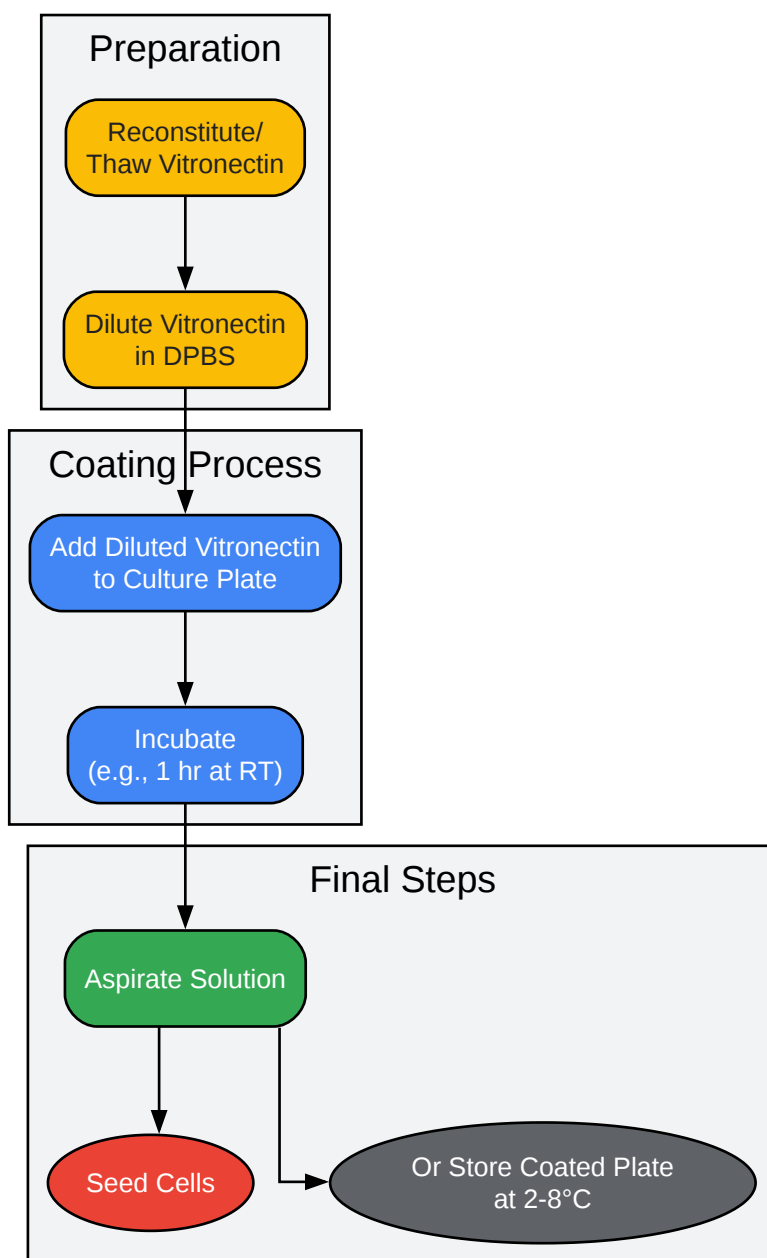 Preparation
Reconstitute/
Thaw Vitronectin
Dilute Vitronectin
in DPBS
Coating Process
Add Diluted Vitronectin
to Culture Plate
Incubate
(e.g., 1 hr at RT)
Final Steps
Aspirate Solution
Seed Cells
Or Store Coated Plate
at 2-8°C